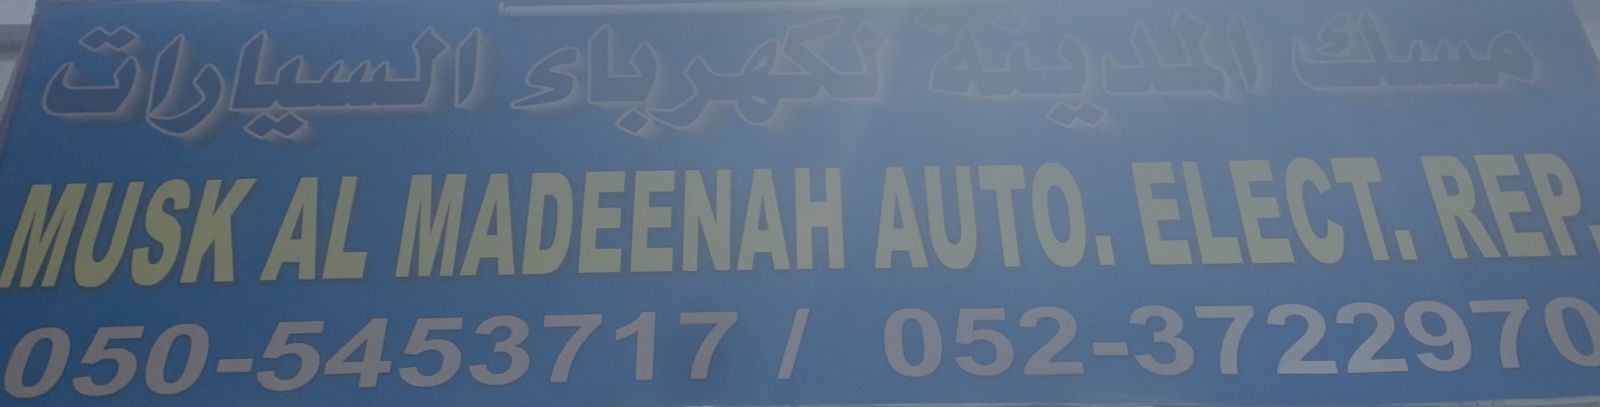 مسك المدينة لكهرباء السيارات
MUSK AL MADEENAH AUTO. ELECT. REP.
050-5453717 / 052-3722970